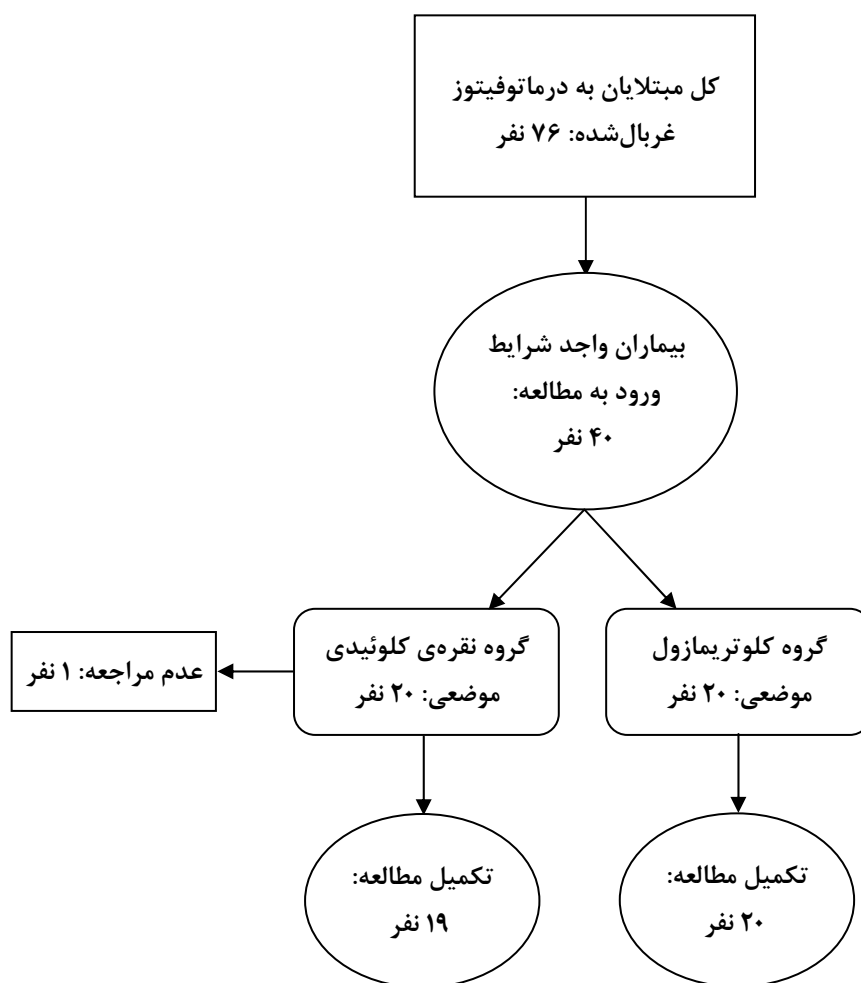 کل مبتلایان به درماتوفیتوز
غربال‌شده: ۷۶ نفر
بیماران واجد شرایط
ورود به مطالعه:
۴۰ نفر
گروه کلوتریمازول
موضعی: ۲۰ نفر
گروه نقره‌ی کلوئیدی
موضعی: ۲۰ نفر
عدم مراجعه: ۱ نفر
تکمیل مطالعه:
۲۰ نفر
تکمیل مطالعه:
۱۹ نفر